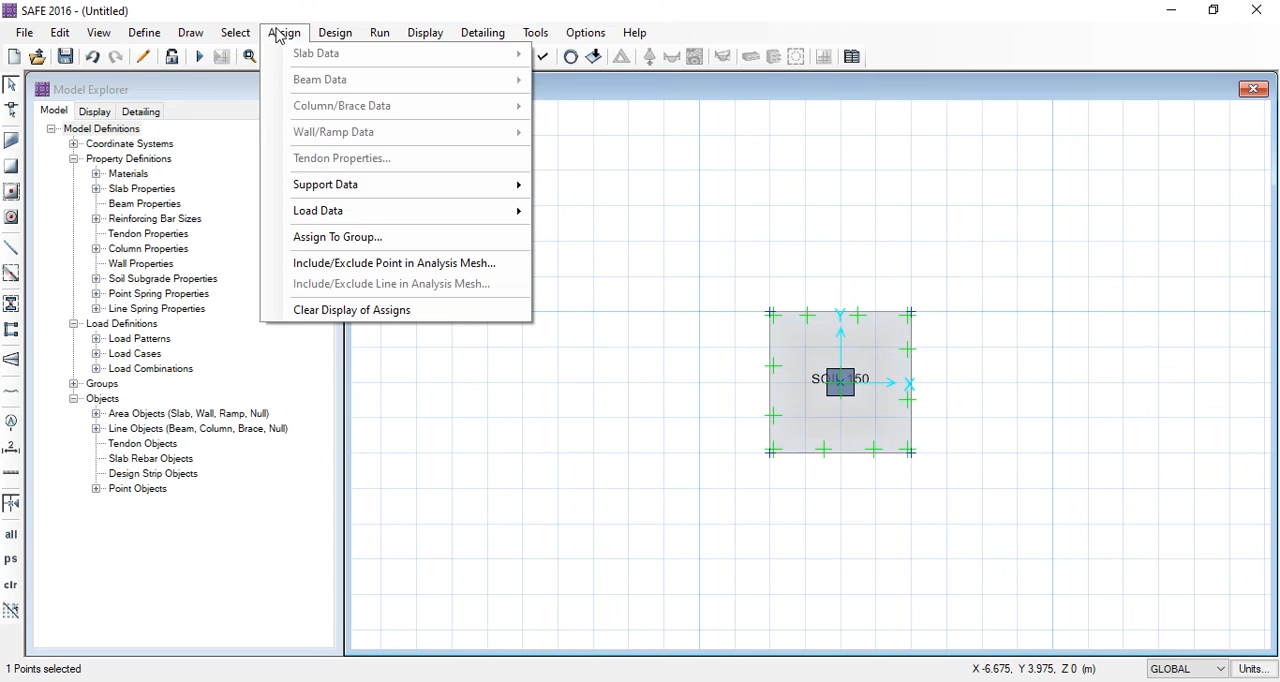 SAFE 2016 - (Untitled)
File Edit View Define Draw Select Assign Design Run Display Detailing Tools Options Help
Slab Data
Beam Data
Column/Brace Data
Wall/Ramp Data
Tendon Properties...
Support Data
Load Data
Assign To Group...
Include/Exclude Point in Analysis Mesh...
Include/Exclude Line in Analysis Mesh...
Clear Display of Assigns
Model Explorer
Model Display Detailing
Model Definitions
Coordinate Systems
Property Definitions
Materials
Slab Properties
Beam Properties
Reinforcing Bar Sizes
Tendon Properties
Column Properties
Wall Properties
Soil Subgrade Properties
Point Spring Properties
Line Spring Properties
Load Definitions
Load Patterns
Load Cases
Load Combinations
Groups
Objects
Area Objects (Slab, Wall, Ramp, Null)
Line Objects (Beam, Column, Brace, Null)
Tendon Objects
Slab Rebar Objects
Design Strip Objects
Point Objects
all
ps
clr
Y
X
1 Points selected
X -6.675, Y 3.975, Z 0 (m)
GLOBAL
Units...